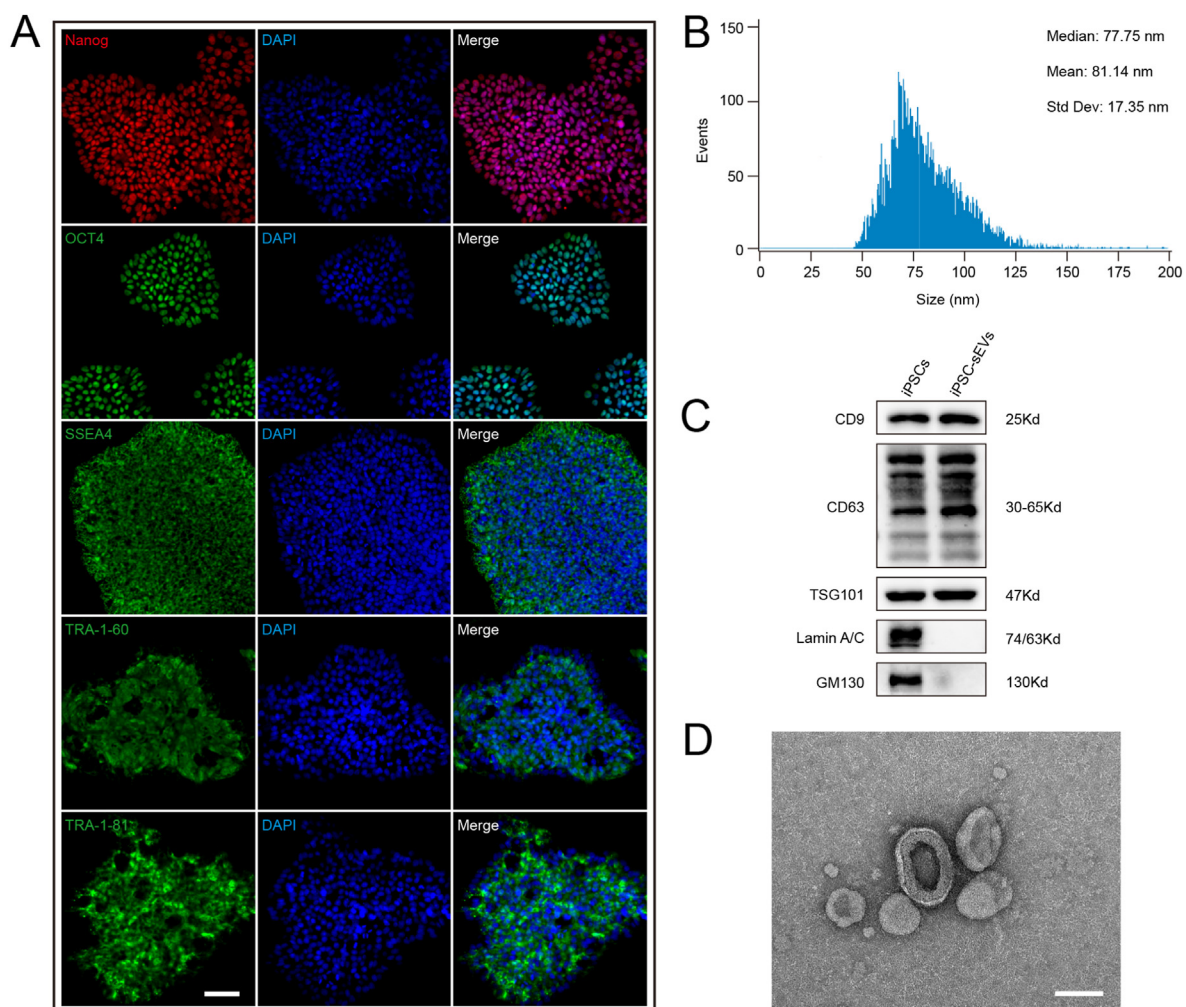 A
Nanog DAPI Merge
OCT4 DAPI Merge
SSEA4 DAPI Merge
TRA-1-60 DAPI Merge
TRA-1-81 DAPI Merge
B
150
100
50
0
Events
0 25 50 75 100 125 150 175 200
Size (nm)
Median: 77.75 nm
Mean: 81.14 nm
Std Dev: 17.35 nm
C
iPSCs iPSC-sEVs
CD9 25Kd
CD63 30-65Kd
TSG101 47Kd
Lamin A/C 74/63Kd
GM130 130Kd
D